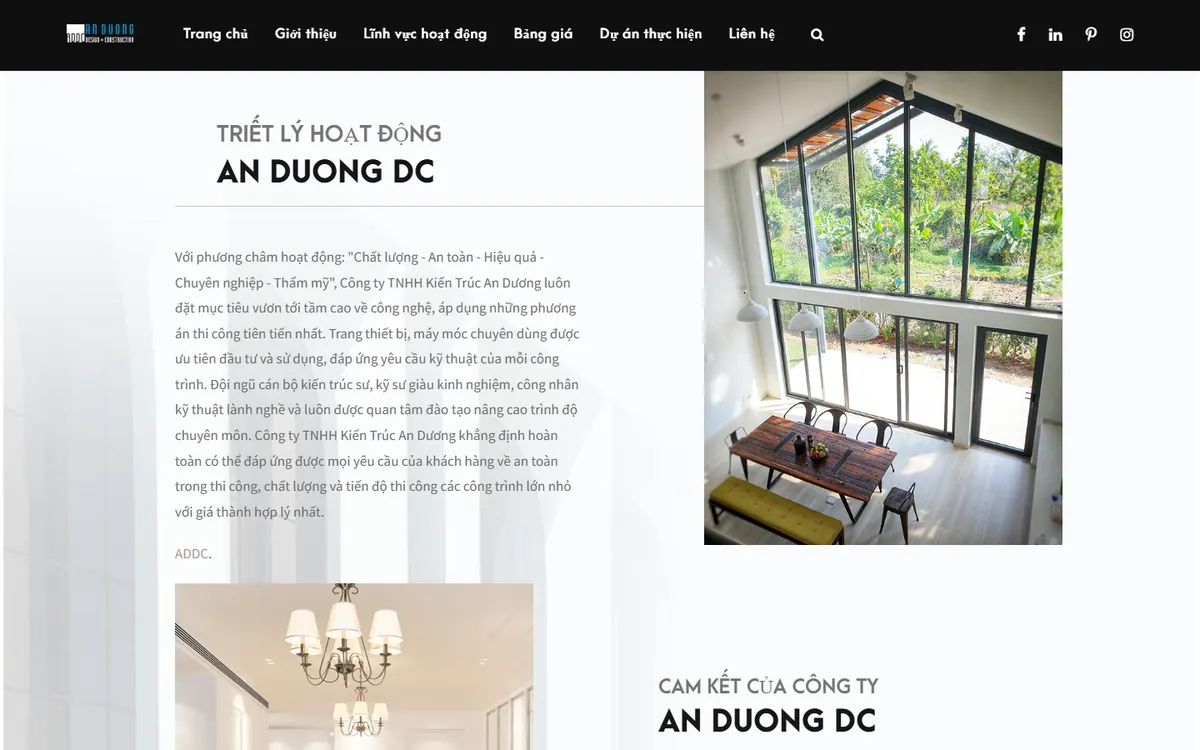 AN DUONG
ADDC DESIGN + CONSTRUCTION
Trang chủ
Giới thiệu
Lĩnh vực hoạt động
Bảng giá
Dự án thực hiện
Liên hệ
TRIẾT LÝ HOẠT ĐỘNG
AN DUONG DC
Với phương châm hoạt động: "Chất lượng - An toàn - Hiệu quả -
Chuyên nghiệp - Thẩm mỹ", Công ty TNHH Kiến Trúc An Dương luôn
đặt mục tiêu vươn tới tầm cao về công nghệ, áp dụng những phương
án thi công tiên tiến nhất. Trang thiết bị, máy móc chuyên dùng được
ưu tiên đầu tư và sử dụng, đáp ứng yêu cầu kỹ thuật của mỗi công
trình. Đội ngũ cán bộ kiến trúc sư, kỹ sư giàu kinh nghiệm, công nhân
kỹ thuật lành nghề và luôn được quan tâm đào tạo nâng cao trình độ
chuyên môn. Công ty TNHH Kiến Trúc An Dương khẳng định hoàn
toàn có thể đáp ứng được mọi yêu cầu của khách hàng về an toàn
trong thi công, chất lượng và tiến độ thi công các công trình lớn nhỏ
với giá thành hợp lý nhất.
ADDC.
CAM KẾT CỦA CÔNG TY
AN DUONG DC